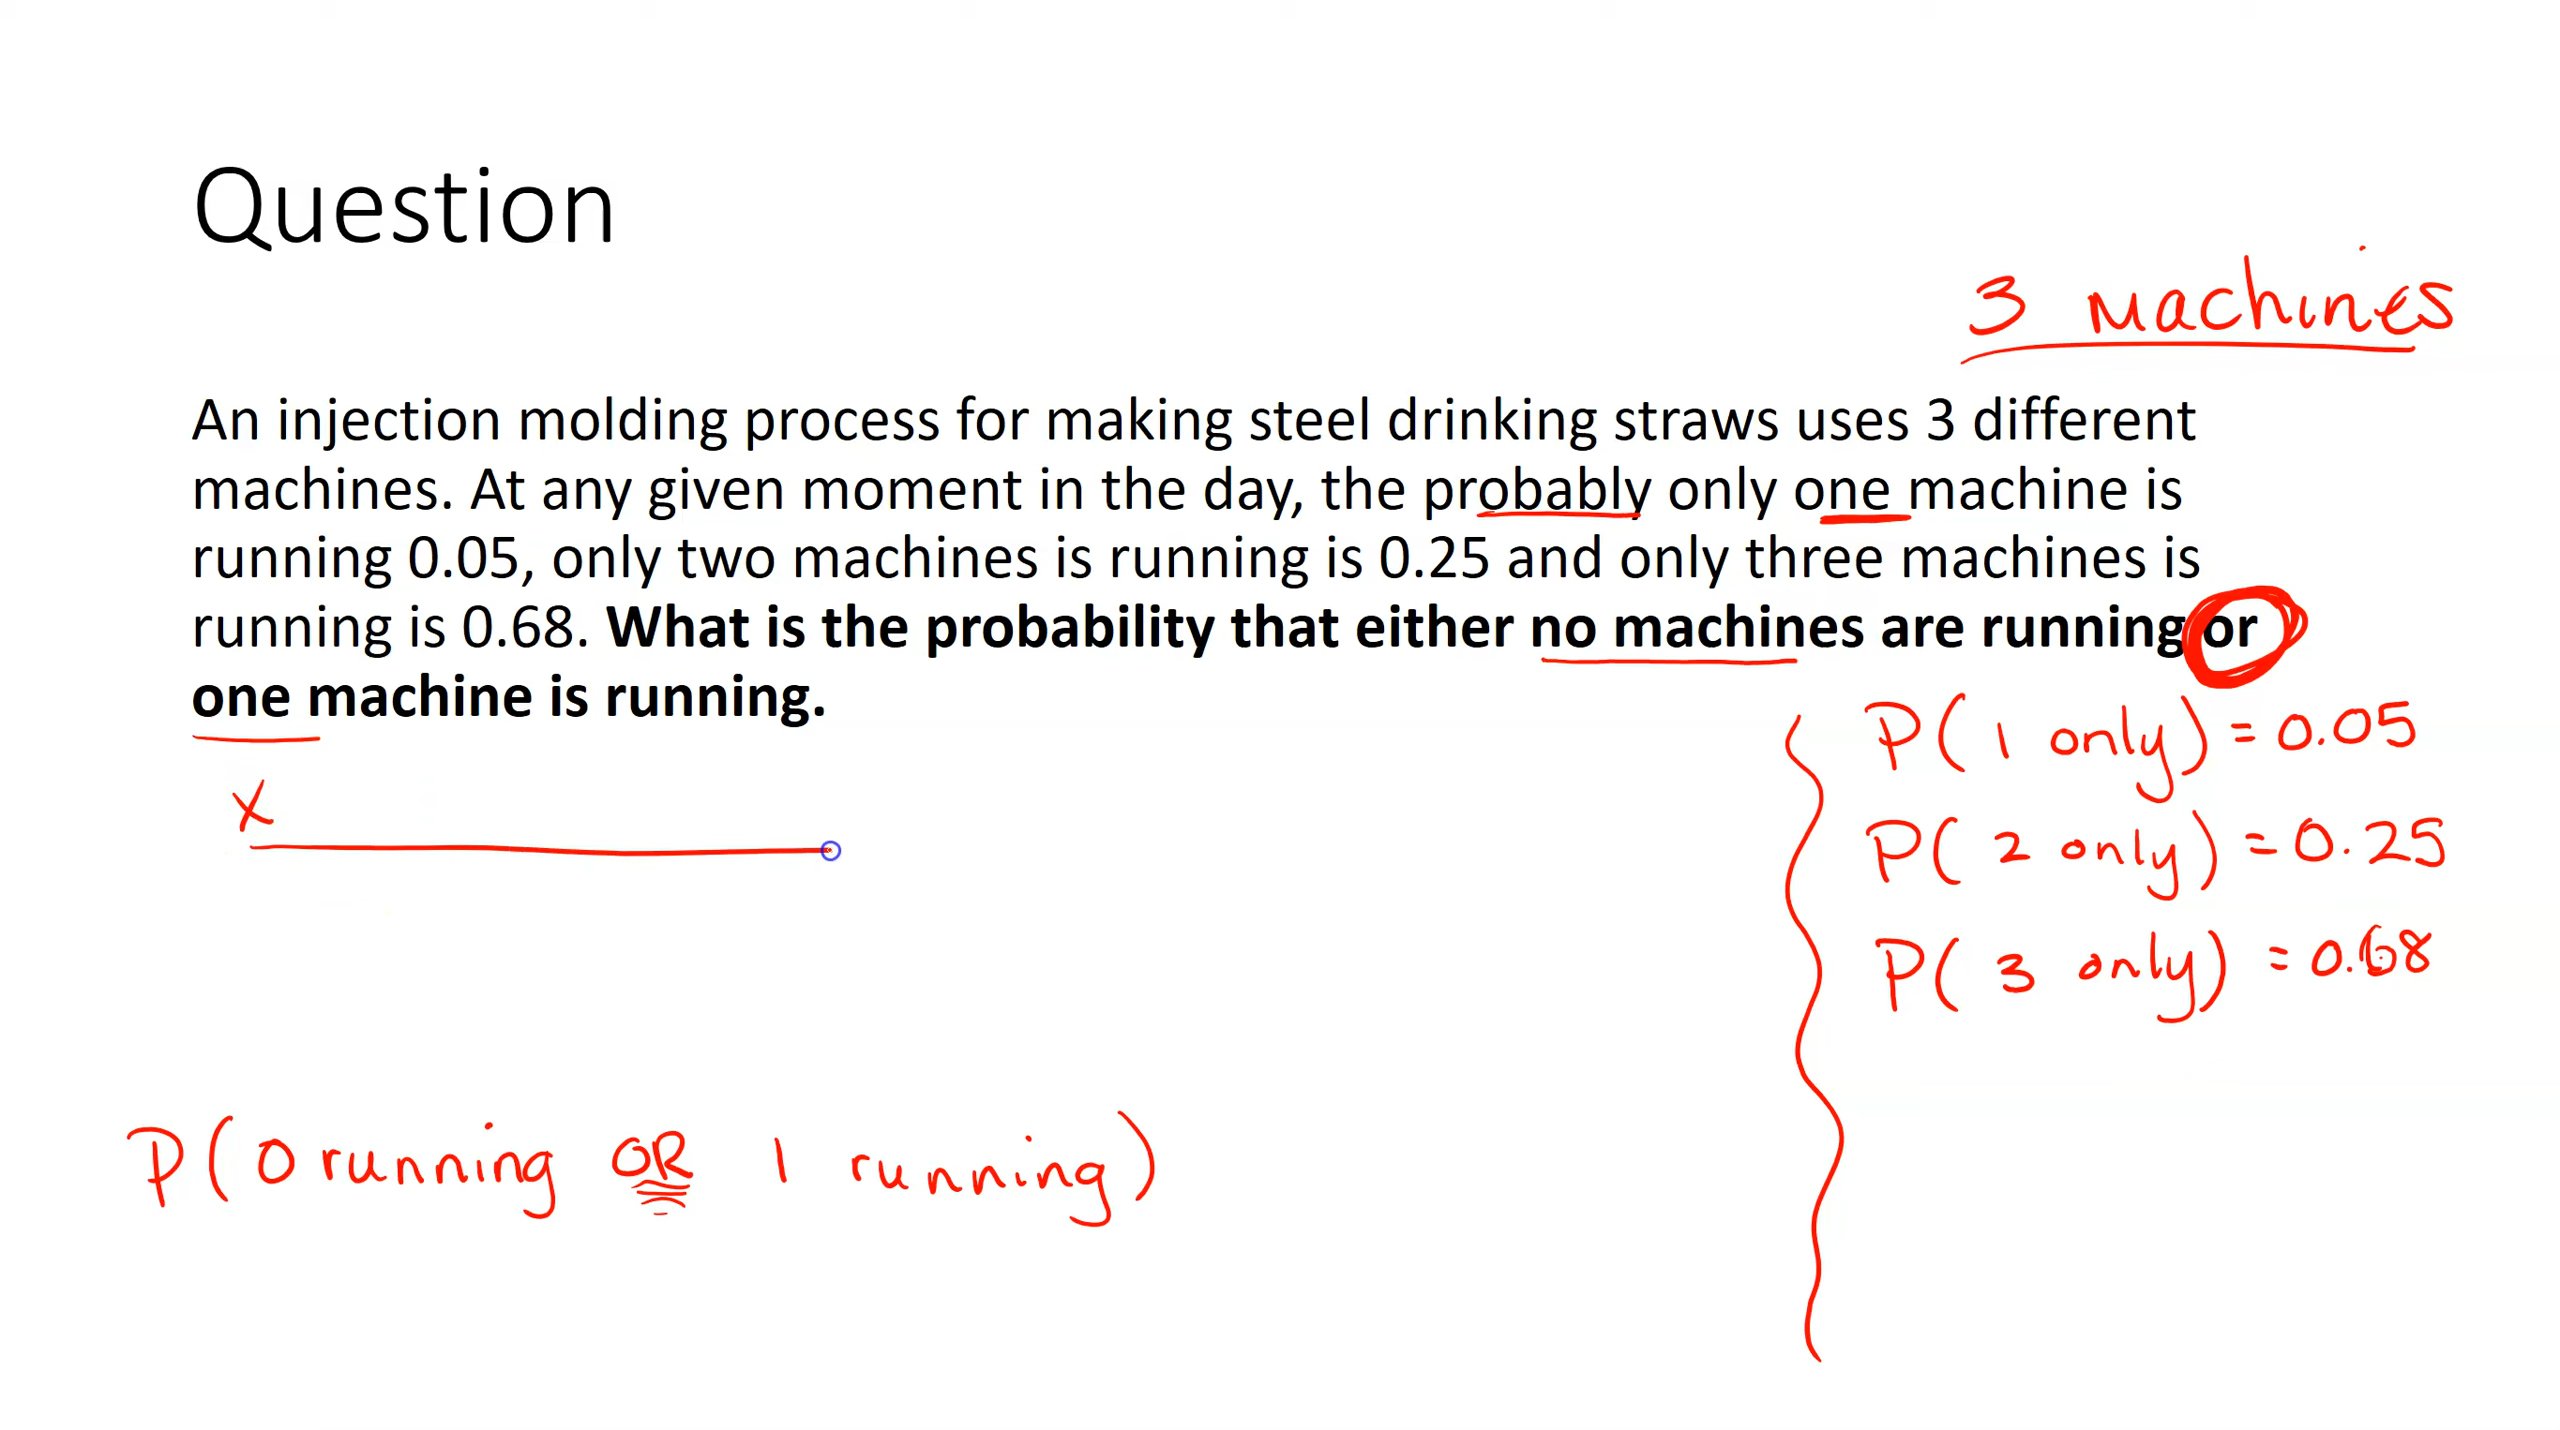 Question
3 Machines
An injection molding process for making steel drinking straws uses 3 different
machines. At any given moment in the day, the probably only one machine is
running 0.05, only two machines is running is 0.25 and only three machines is
running is 0.68. What is the probability that either no machines are running or
one machine is running.
P(1 only) = 0.05
X
P(2 only) = 0.25
P(3 only) = 0.68
P(0 running OR 1 running)